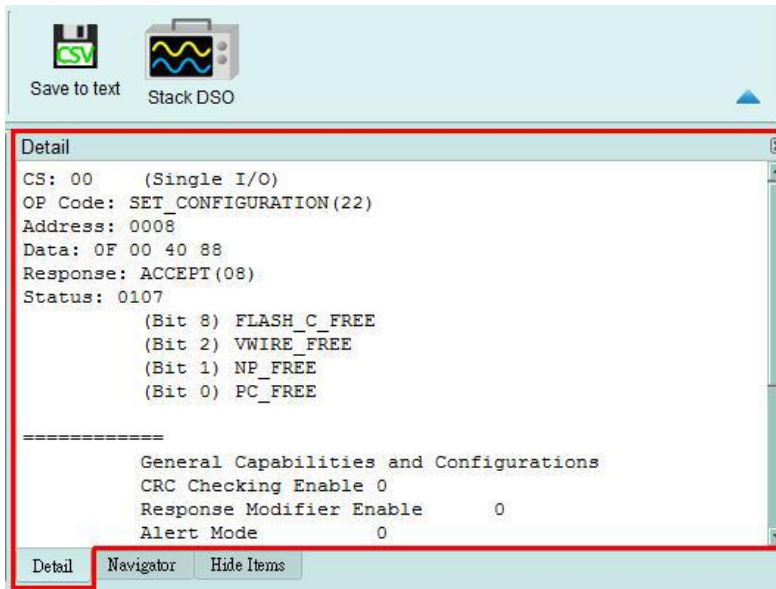 CSV
Save to text
Stack DSO
Detail
CS: 00 (Single I/O)
OP Code: SET_CONFIGURATION(22)
Address: 0008
Data: 0F 00 40 88
Response: ACCEPT(08)
Status: 0107
(Bit 8) FLASH_C_FREE
(Bit 2) VWIRE_FREE
(Bit 1) NP_FREE
(Bit 0) PC_FREE
============
General Capabilities and Configurations
CRC Checking Enable 0
Response Modifier Enable 0
Alert Mode 0
Detail Navigator Hide Items